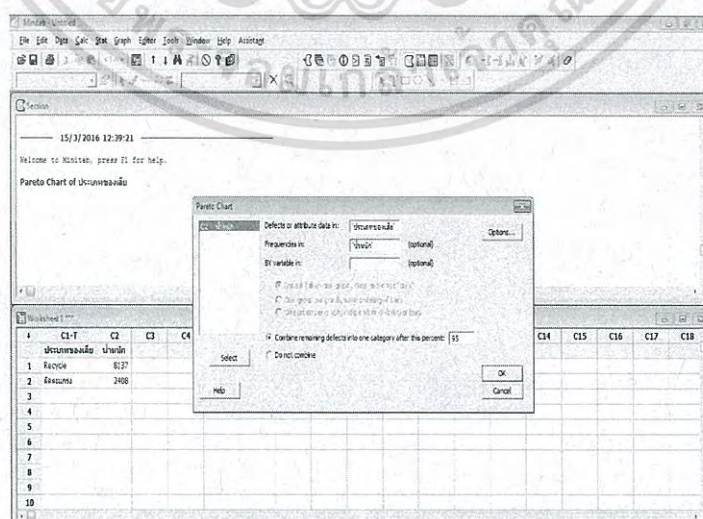 Minitab - Untitled
File Edit Data Calc Stat Graph Editor Tools Window Help Assistant
Session
15/3/2016 12:39:21
Welcome to Minitab, press F1 for help.
Pareto Chart of ประเภทของเสีย
Pareto Chart
C2 น้ำหนัก
Defects or attribute data in: 'ประเภทของเสีย'
Frequencies in: 'น้ำหนัก' (optional)
BY variable in: (optional)
Combine remaining defects into one category after this percent: 95
Do not combine
Options...
Select
Help
OK
Cancel
Worksheet 1 ***
↓ C1-T C2 C3 C4 C14 C15 C16 C17 C18
ประเภทของเสีย น้ำหนัก
1 Recycle 8137
2 2408
3
4
5
6
7
8
9
10